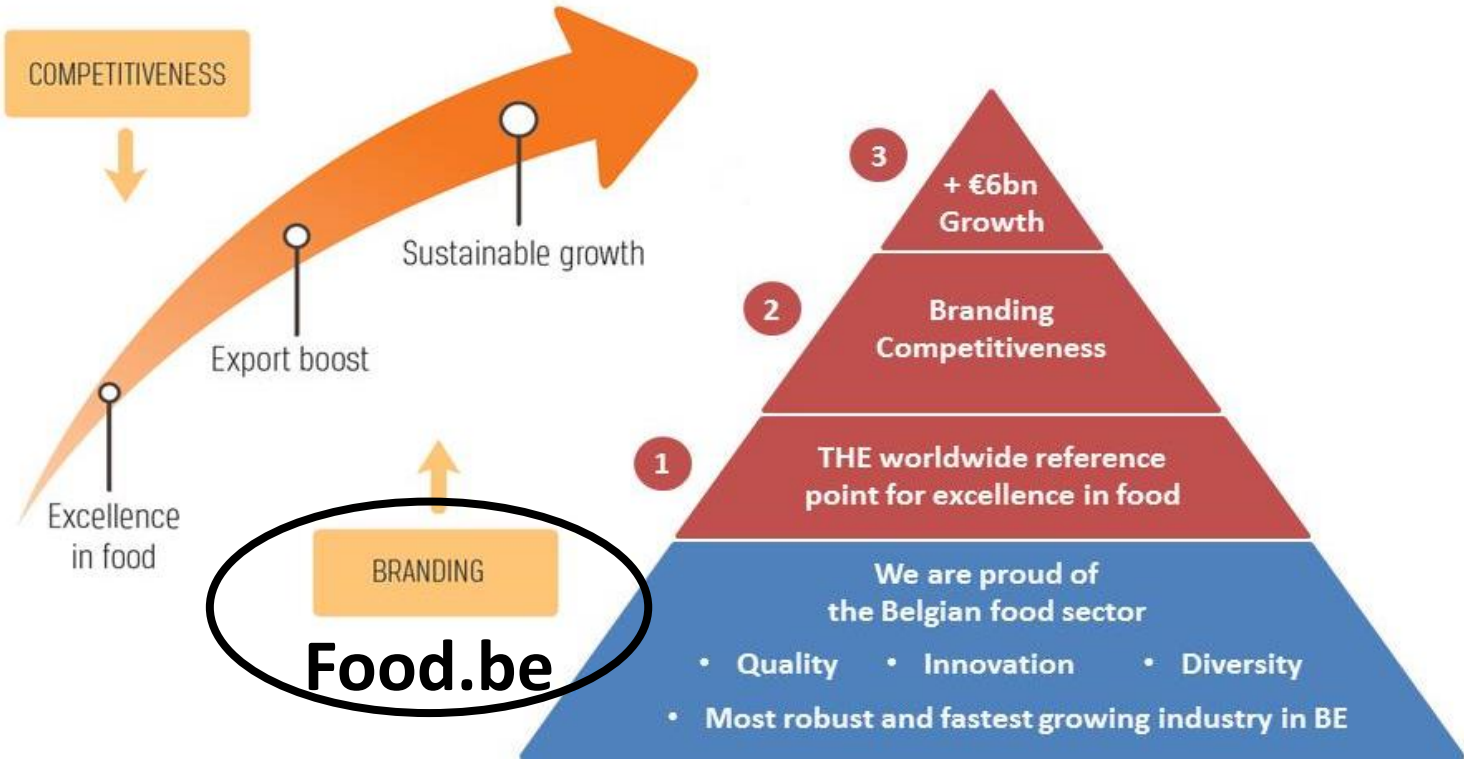 COMPETITIVENESS
Sustainable growth
Export boost
Excellence
in food
BRANDING
Food.be
3
+ €6bn
Growth
2
Branding
Competitiveness
1
THE worldwide reference
point for excellence in food
We are proud of
the Belgian food sector
• Quality • Innovation • Diversity
• Most robust and fastest growing industry in BE